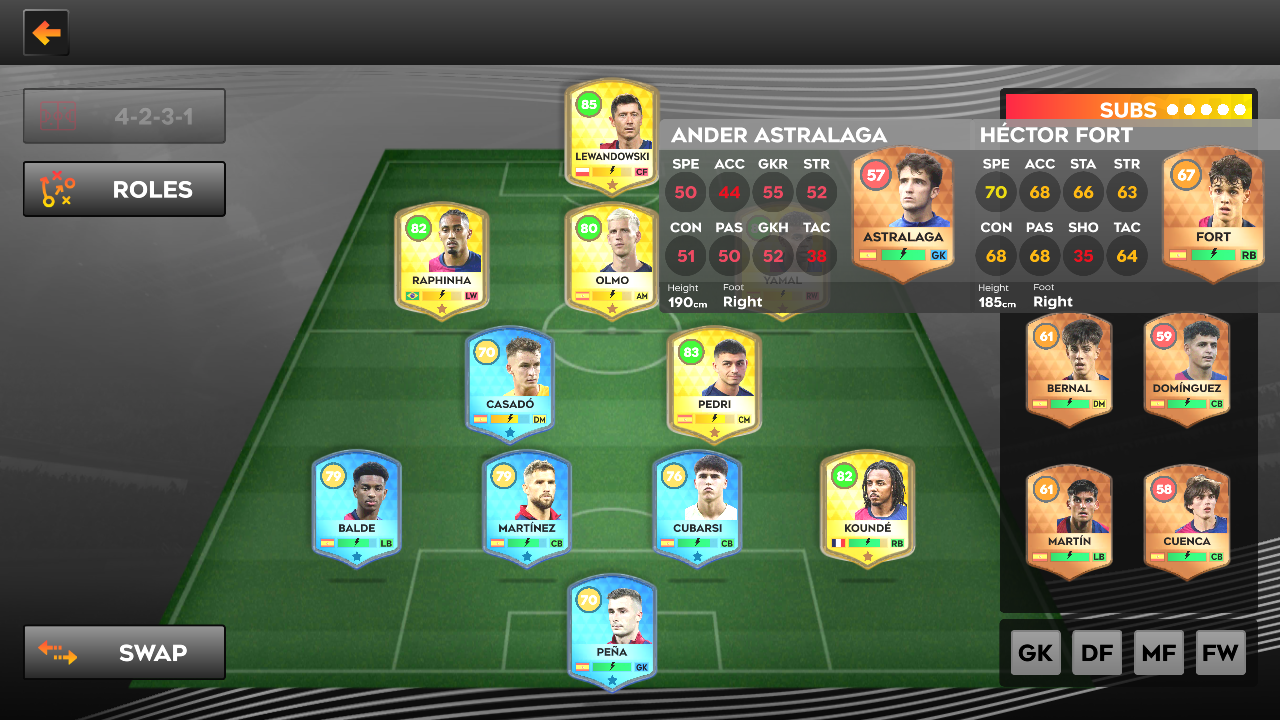 4-2-3-1
ROLES
SWAP
85
LEWANDOWSKI
CF
82
RAPHINHA
LW
80
OLMO
AM
YAMAL
RW
70
CASADÓ
DM
83
PEDRI
CM
79
BALDE
LB
79
MARTÍNEZ
CB
76
CUBARSI
CB
82
KOUNDÉ
RB
70
PEÑA
GK
SUBS
ANDER ASTRALAGA
SPE ACC GKR STR
50 44 55 52
CON PAS GKH TAC
51 50 52 38
Height Foot
190cm Right
57
ASTRALAGA
GK
HÉCTOR FORT
SPE ACC STA STR
70 68 66 63
CON PAS SHO TAC
68 68 35 64
Height Foot
185cm Right
67
FORT
RB
61
BERNAL
DM
59
DOMÍNGUEZ
CB
61
MARTÍN
LB
58
CUENCA
CB
GK DF MF FW